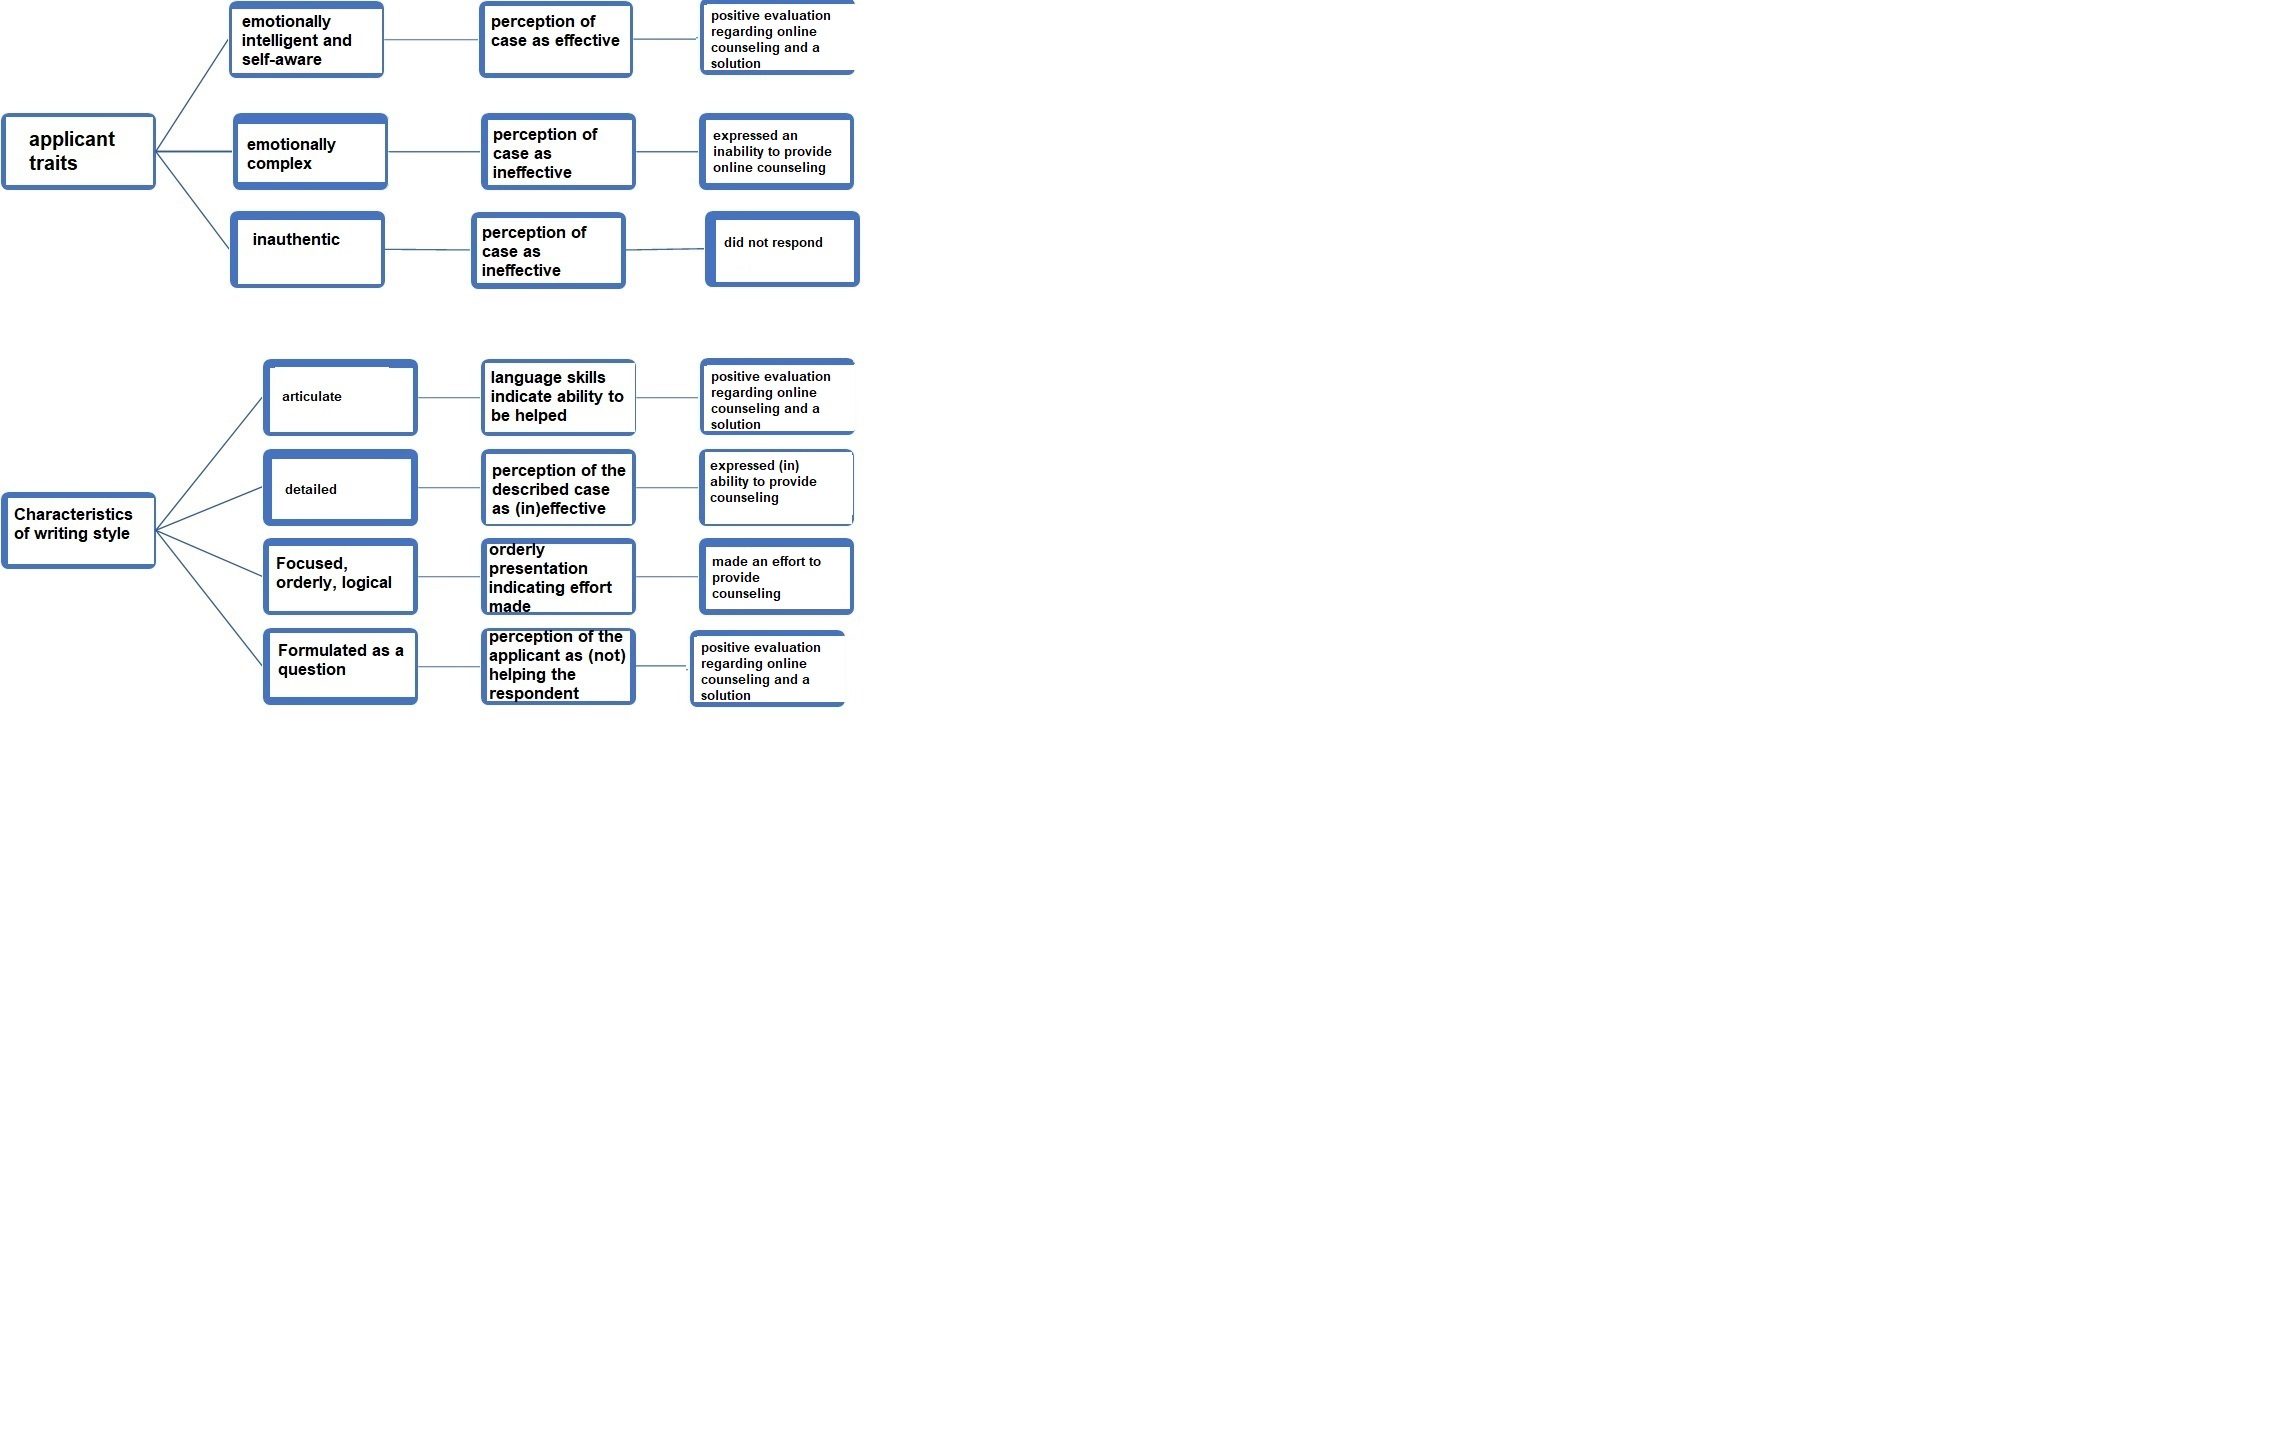 emotionally
intelligent and
self-aware
perception of
case as effective
positive evaluation
regarding online
counseling and a
solution
applicant
traits
emotionally
complex
perception of
case as
ineffective
expressed an
inability to provide
online counseling
inauthentic
perception of
case as
ineffective
did not respond
articulate
language skills
indicate ability to
be helped
positive evaluation
regarding online
counseling and a
solution
Characteristics
of writing style
detailed
perception of the
described case
as (in)effective
expressed (in)
ability to provide
counseling
Focused,
orderly, logical
orderly
presentation
indicating effort
made
made an effort to
provide
counseling
Formulated as a
question
perception of the
applicant as (not)
helping the
respondent
positive evaluation
regarding online
counseling and a
solution